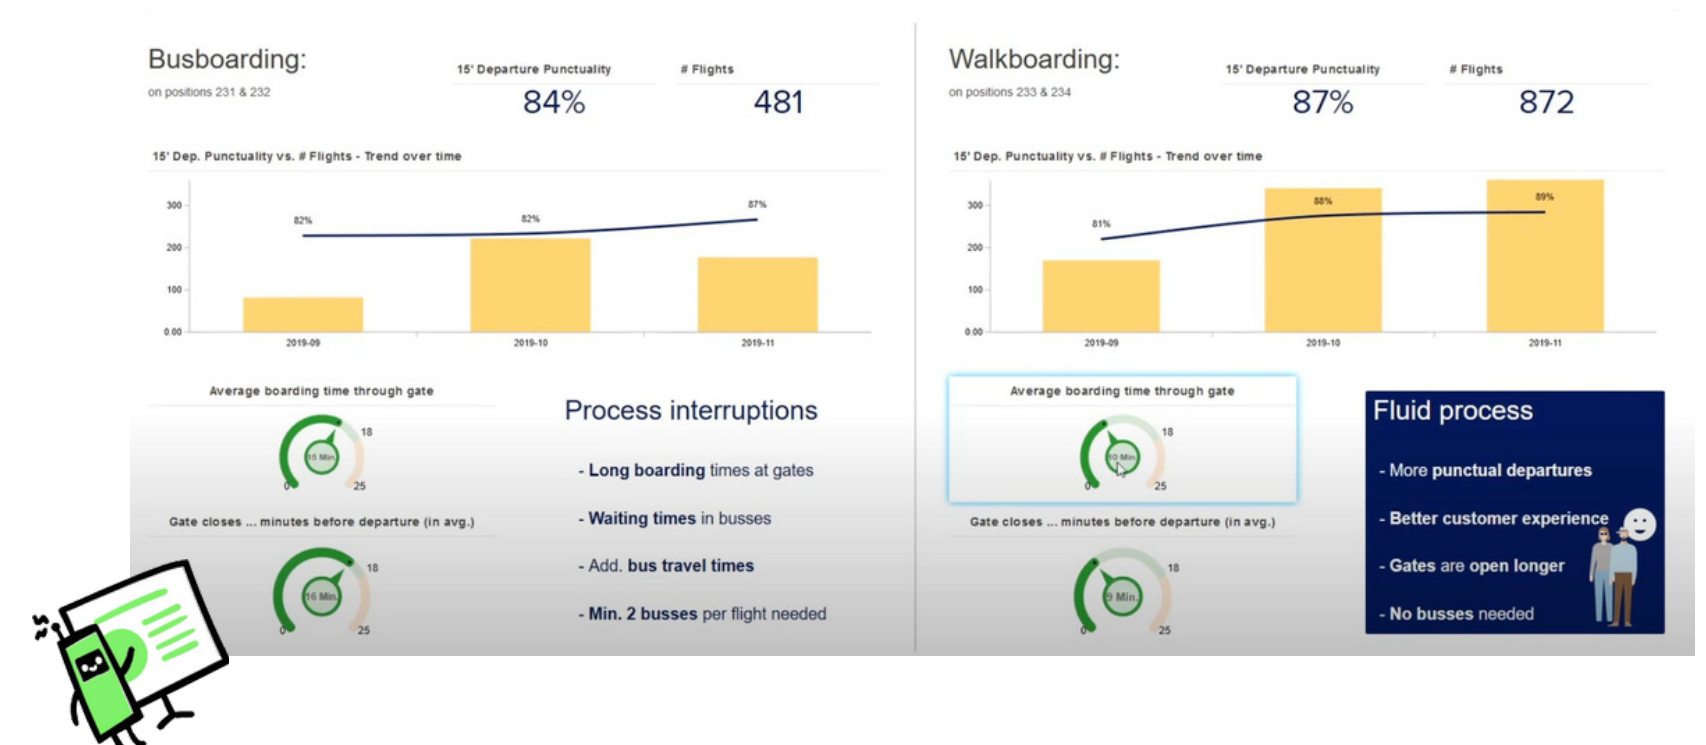 Busboarding:
on positions 231 & 232
15' Departure Punctuality
84%
# Flights
481
15' Dep. Punctuality vs. # Flights - Trend over time
300
200
100
0.00
82%
82%
87%
2019-09
2019-10
2019-11
Average boarding time through gate
15 Min.
0
18
25
Gate closes ... minutes before departure (in avg.)
16 Min.
0
18
25
Process interruptions
- Long boarding times at gates
- Waiting times in busses
- Add. bus travel times
- Min. 2 busses per flight needed
Walkboarding:
on positions 233 & 234
15' Departure Punctuality
87%
# Flights
872
15' Dep. Punctuality vs. # Flights - Trend over time
300
200
100
0.00
81%
88%
89%
2019-09
2019-10
2019-11
Average boarding time through gate
10 Min.
0
18
25
Gate closes ... minutes before departure (in avg.)
9 Min.
0
18
25
Fluid process
- More punctual departures
- Better customer experience
- Gates are open longer
- No busses needed